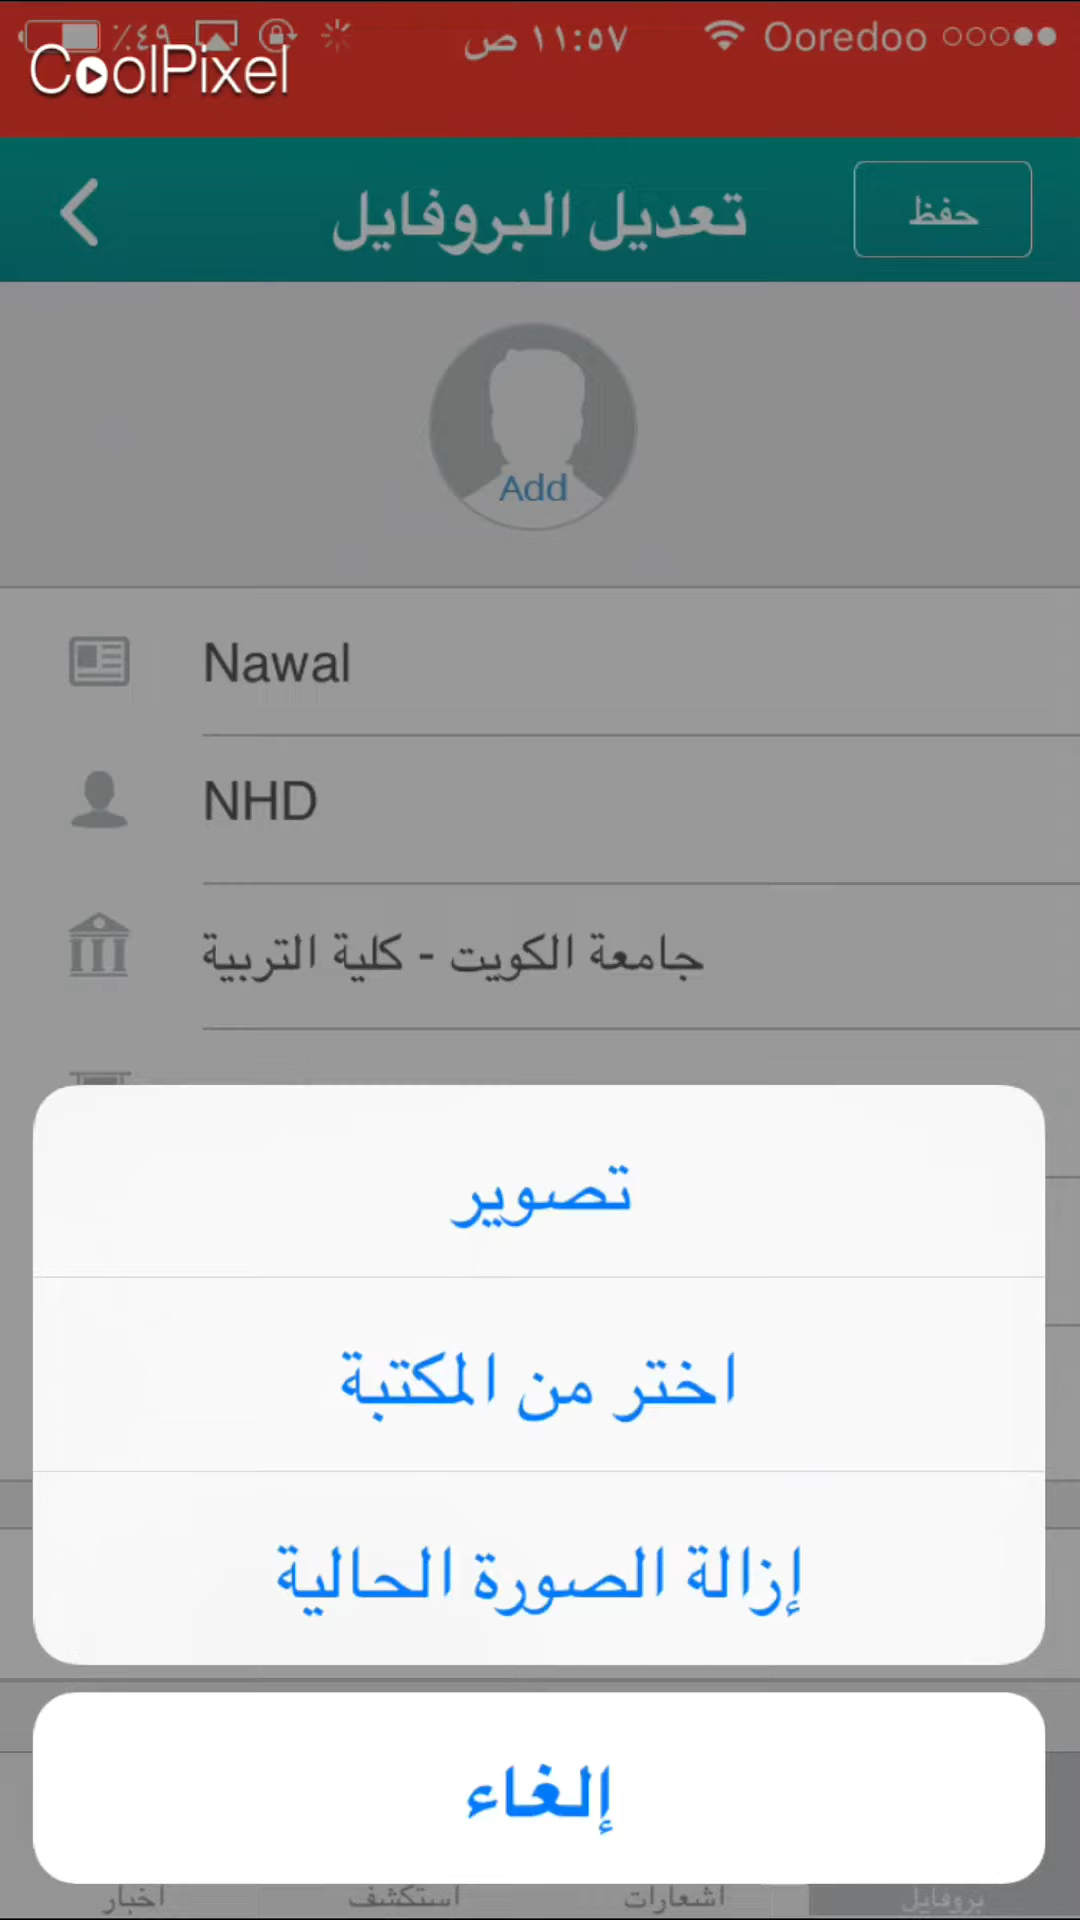 ٪٤٩ ١١:٥٧ ص Ooredoo
CoolPixel
تعديل البروفايل
حفظ
Add
Nawal
NHD
جامعة الكويت - كلية التربية
تصوير
اختر من المكتبة
إزالة الصورة الحالية
إلغاء
بروفايل اشعارات استكشف اخبار